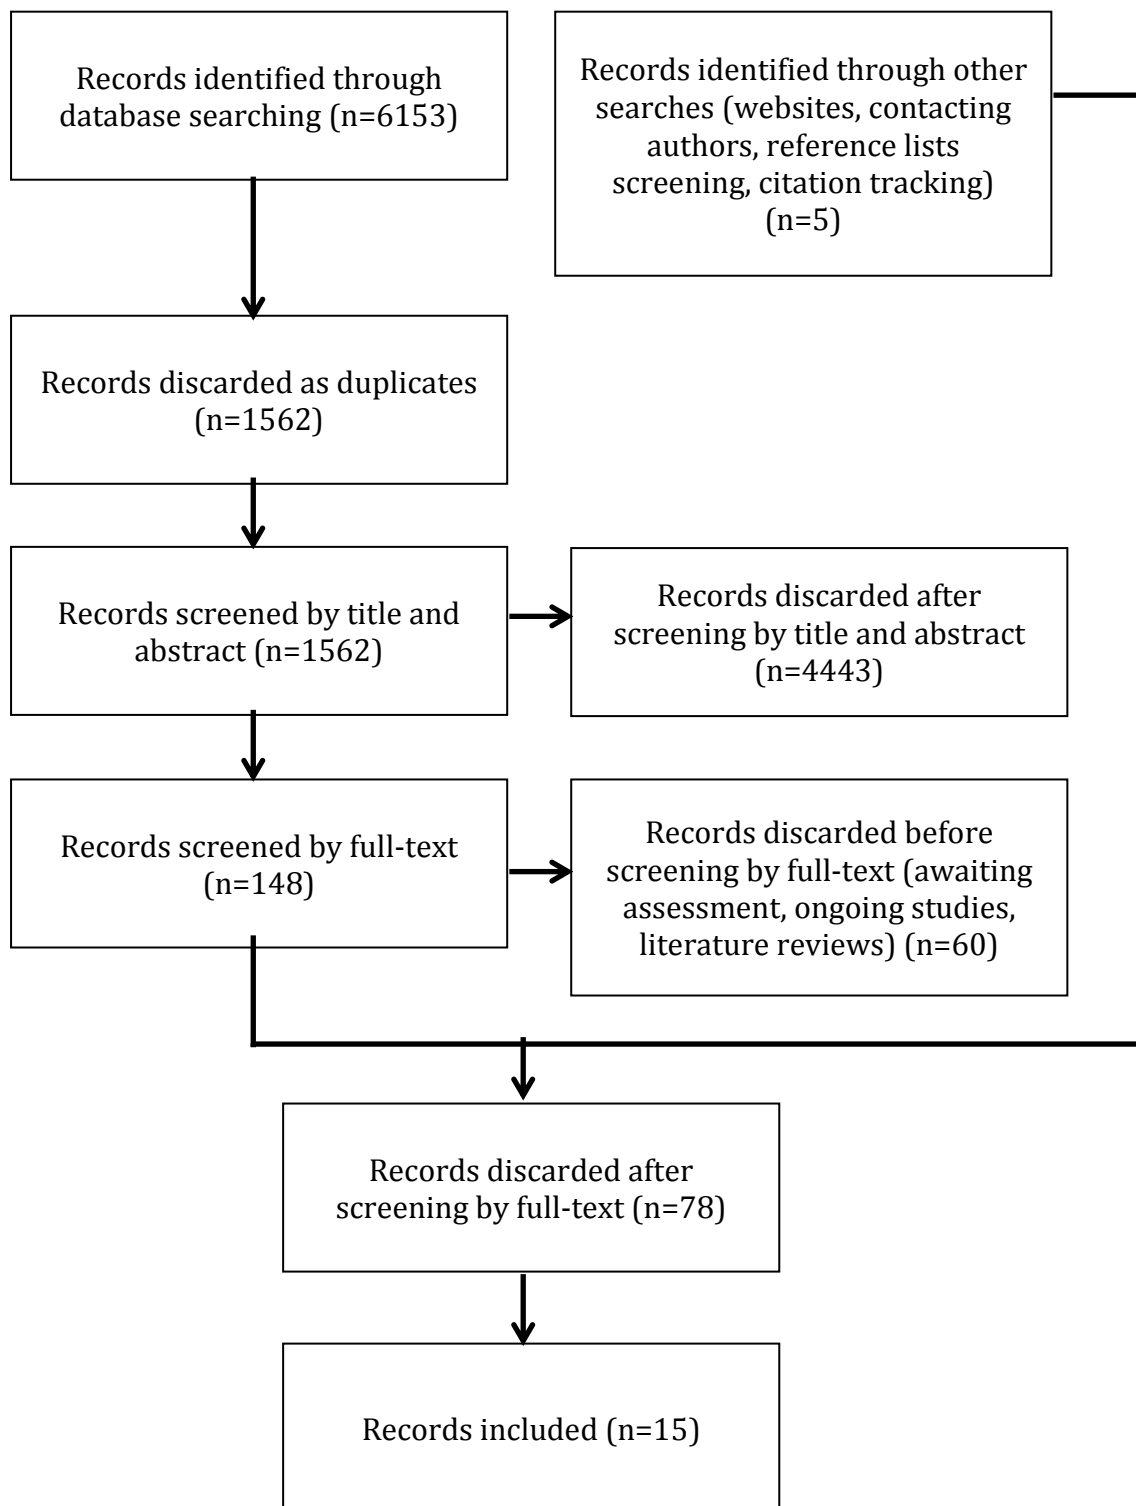 Records identified through
database searching (n=6153)
Records identified through other
searches (websites, contacting
authors, reference lists
screening, citation tracking)
(n=5)
Records discarded as duplicates
(n=1562)
Records screened by title and
abstract (n=1562)
Records discarded after
screening by title and abstract
(n=4443)
Records screened by full-text
(n=148)
Records discarded before
screening by full-text (awaiting
assessment, ongoing studies,
literature reviews) (n=60)
Records discarded after
screening by full-text (n=78)
Records included (n=15)